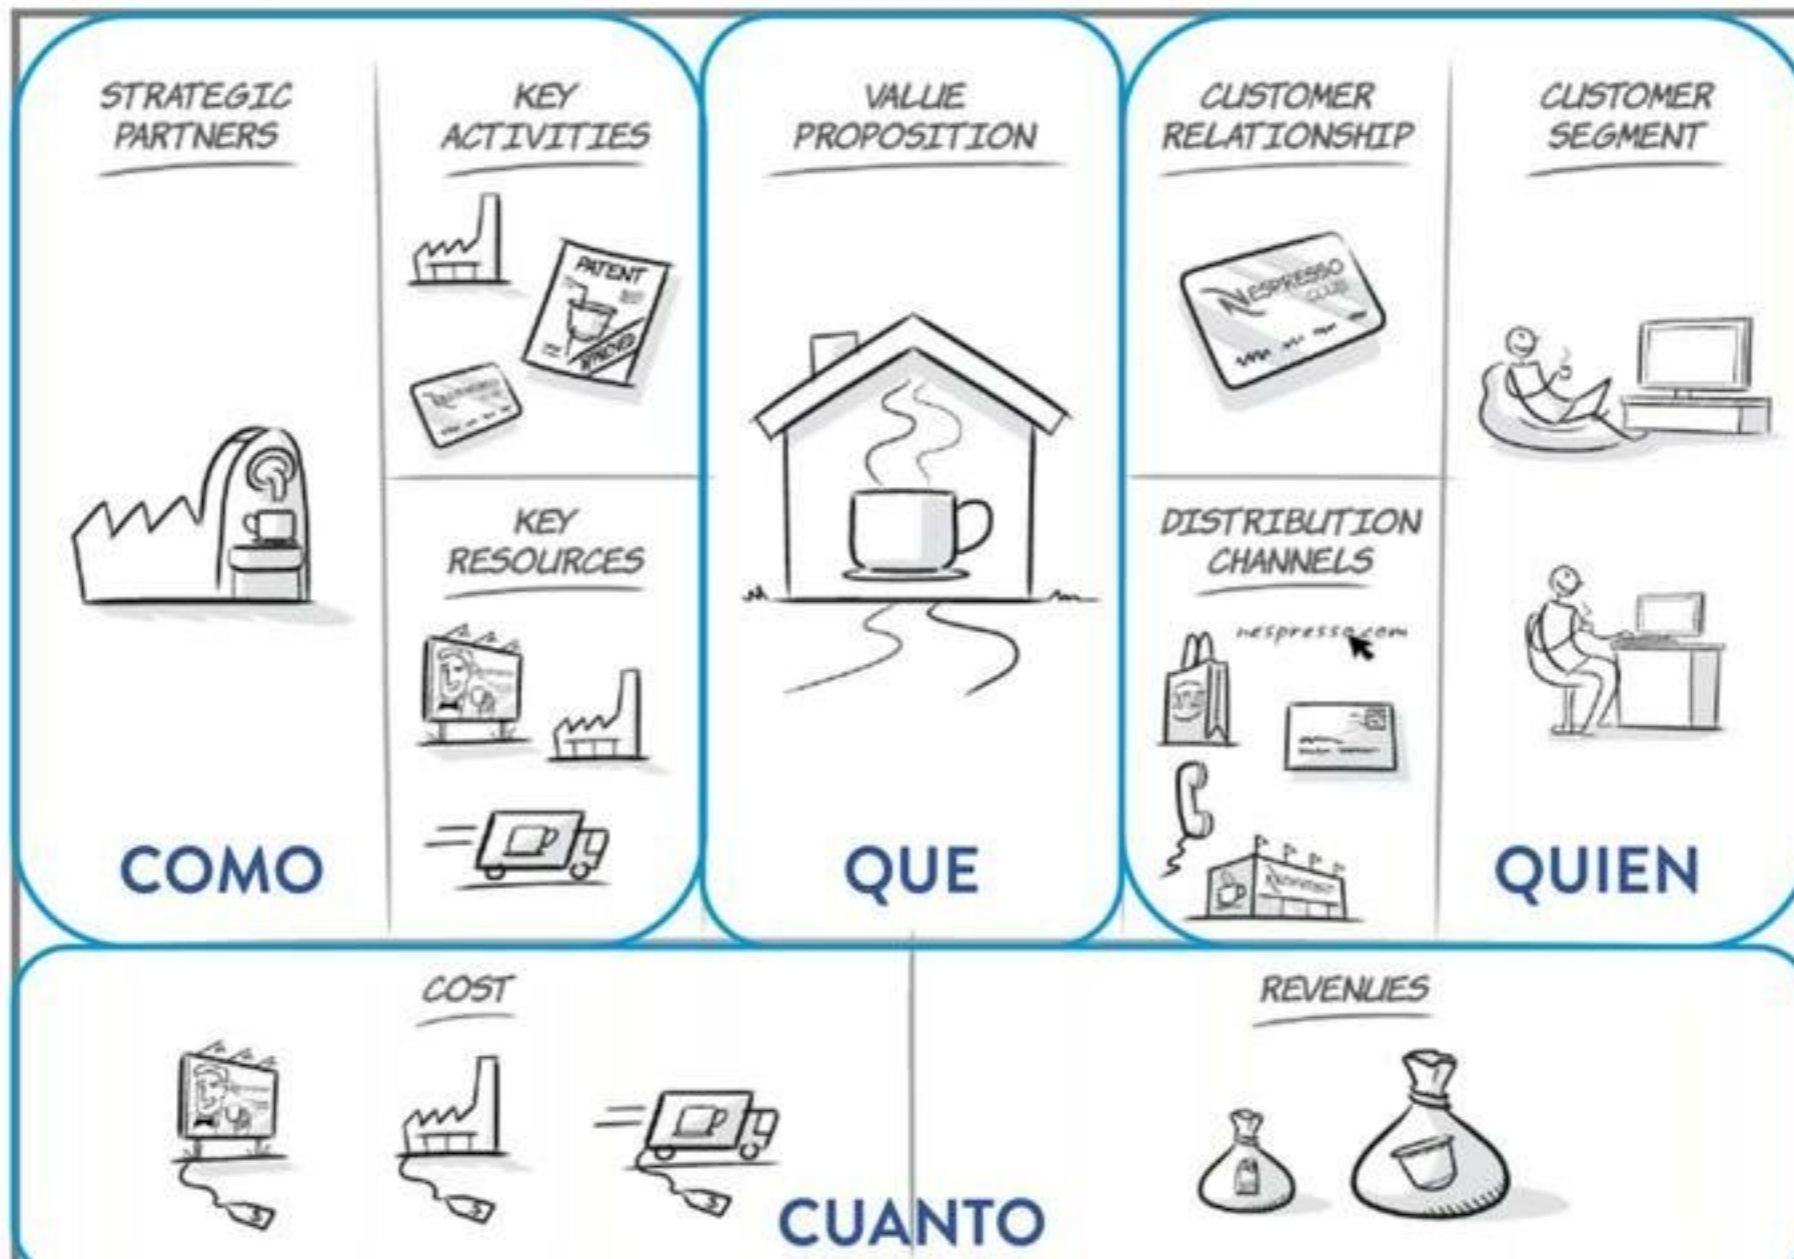 STRATEGIC
PARTNERS
KEY
ACTIVITIES
PATENT
APPROVED
KEY
RESOURCES
COMO
VALUE
PROPOSITION
QUE
CUSTOMER
RELATIONSHIP
NESPRESSO
CLUB
DISTRIBUTION
CHANNELS
nespresso.com
CUSTOMER
SEGMENT
QUIEN
COST
REVENUES
CUANTO